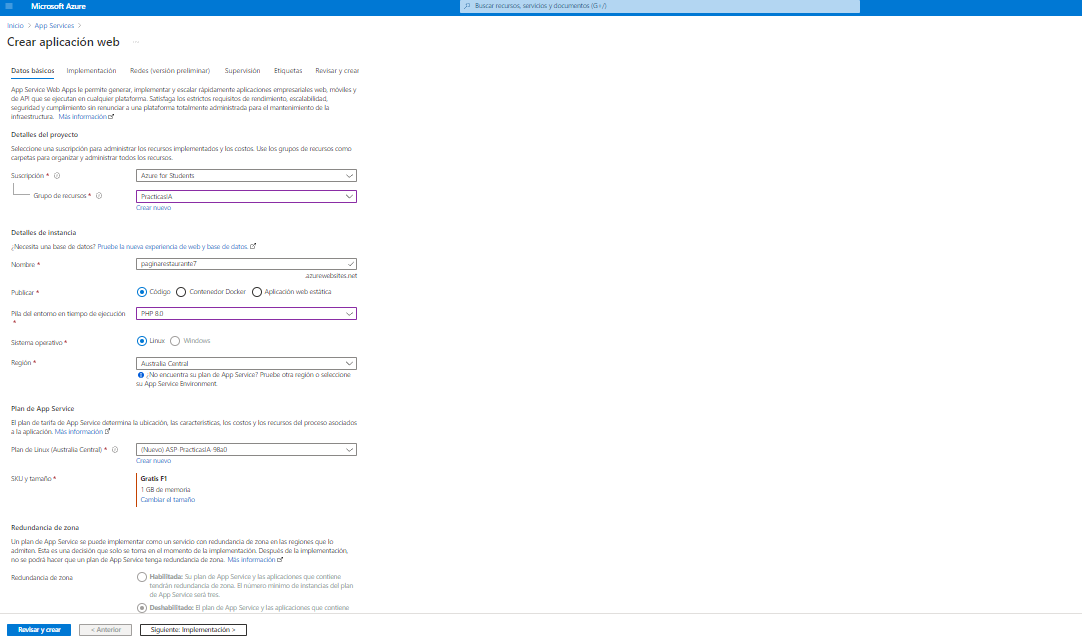 Microsoft Azure
Buscar recursos, servicios y documentos (G+/)
Inicio > App Services >
Crear aplicación web ...
Datos básicos Implementación Redes (versión preliminar) Supervisión Etiquetas Revisar y crear
App Service Web Apps le permite generar, implementar y escalar rápidamente aplicaciones empresariales web, móviles y
de API que se ejecutan en cualquier plataforma. Satisfaga los estrictos requisitos de rendimiento, escalabilidad,
seguridad y cumplimiento sin renunciar a una plataforma totalmente administrada para el mantenimiento de la
infraestructura. Más información
Detalles del proyecto
Seleccione una suscripción para administrar los recursos implementados y los costos. Use los grupos de recursos como
carpetas para organizar y administrar todos los recursos.
Suscripción * Azure for Students
Grupo de recursos * PracticasIA
Crear nuevo
Detalles de instancia
¿Necesita una base de datos? Pruebe la nueva experiencia de web y base de datos.
Nombre * paginarestaurante7
.azurewebsites.net
Publicar * Código Contenedor Docker Aplicación web estática
Pila del entorno en tiempo de ejecución PHP 8.0
*
Sistema operativo * Linux Windows
Región * Australia Central
¿No encuentra su plan de App Service? Pruebe otra región o seleccione
su App Service Environment.
Plan de App Service
El plan de tarifa de App Service determina la ubicación, las características, los costos y los recursos del proceso asociados
a la aplicación. Más información
Plan de Linux (Australia Central) * (Nuevo) ASP-PracticasIA-98a0
Crear nuevo
SKU y tamaño * Gratis F1
1 GB de memoria
Cambiar el tamaño
Redundancia de zona
Un plan de App Service se puede implementar como un servicio con redundancia de zona en las regiones que lo
admiten. Esta es una decisión que solo se toma en el momento de la implementación. Después de la implementación,
no se podrá hacer que un plan de App Service tenga redundancia de zona. Más información
Redundancia de zona Habilitada: Su plan de App Service y las aplicaciones que contiene
tendrán redundancia de zona. El número mínimo de instancias del plan
de App Service será tres.
Deshabilitado: El plan de App Service y las aplicaciones que contiene
Revisar y crear < Anterior Siguiente: Implementación >